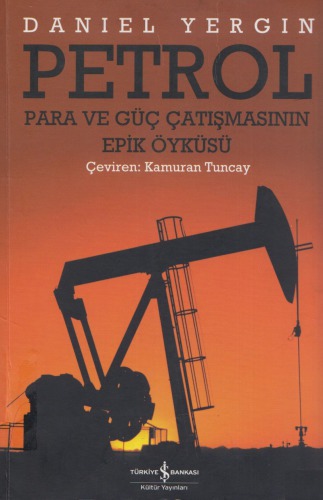 DANIEL YERGIN
PETROL
PARA VE GÜÇ ÇATIŞMASININ
EPİK ÖYKÜSÜ
Çeviren: Kamuran Tuncay
TÜRKİYE İŞ BANKASI
Kültür Yayınları